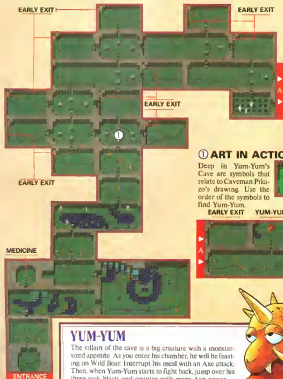 EARLY EXIT
EARLY EXIT
A
EARLY EXIT
①
① ART IN ACTIO
Deep in Yum-Yum's
Cave are symbols that
relate to Caveman Pika-
zo's drawing. Use the
order of the symbols to
find Yum-Yum.
EARLY EXIT
EARLY EXIT YUM-YU
A
MEDICINE
ENTRANCE
YUM-YUM
The villain of the cave is a big creature with a monster-
sized appetite. As you enter his chamber, he will be feast-
ing on Wild Boar. Interrupt his meal with an Axe attack.
Then, when Yum-Yum starts to fight back, jump over his